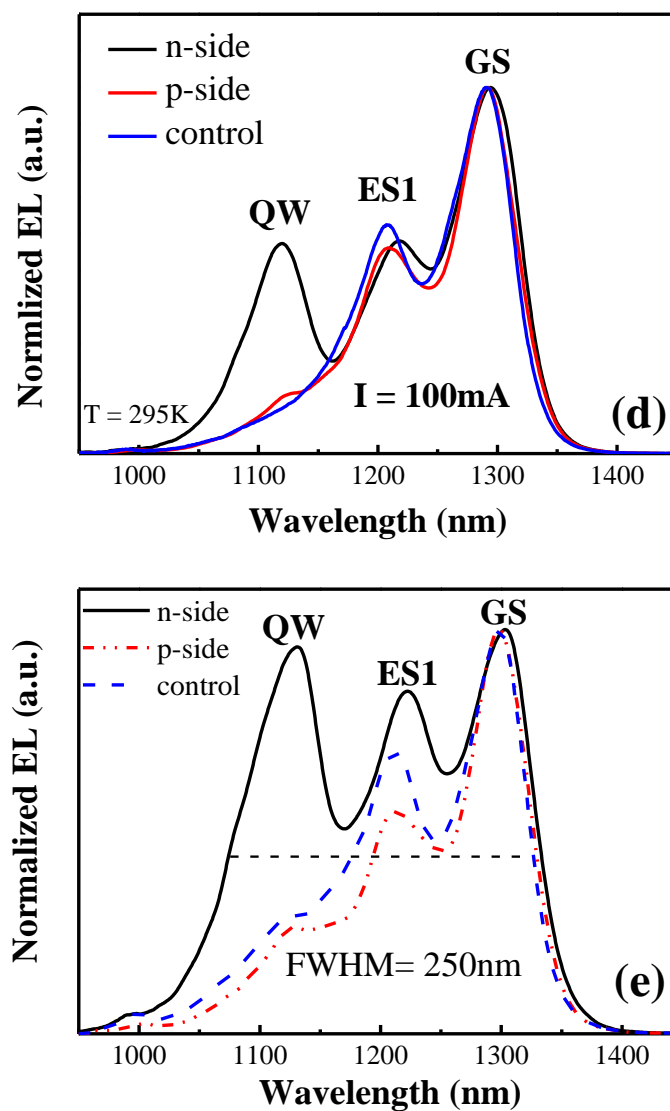 n-side
p-side
control
GS
ES1
QW
Normlized EL (a.u.)
T = 295K
I = 100mA
(d)
1000 1100 1200 1300 1400
Wavelength (nm)
n-side
p-side
control
QW
ES1
GS
Normalized EL (a.u.)
FWHM= 250nm
(e)
1000 1100 1200 1300 1400
Wavelength (nm)